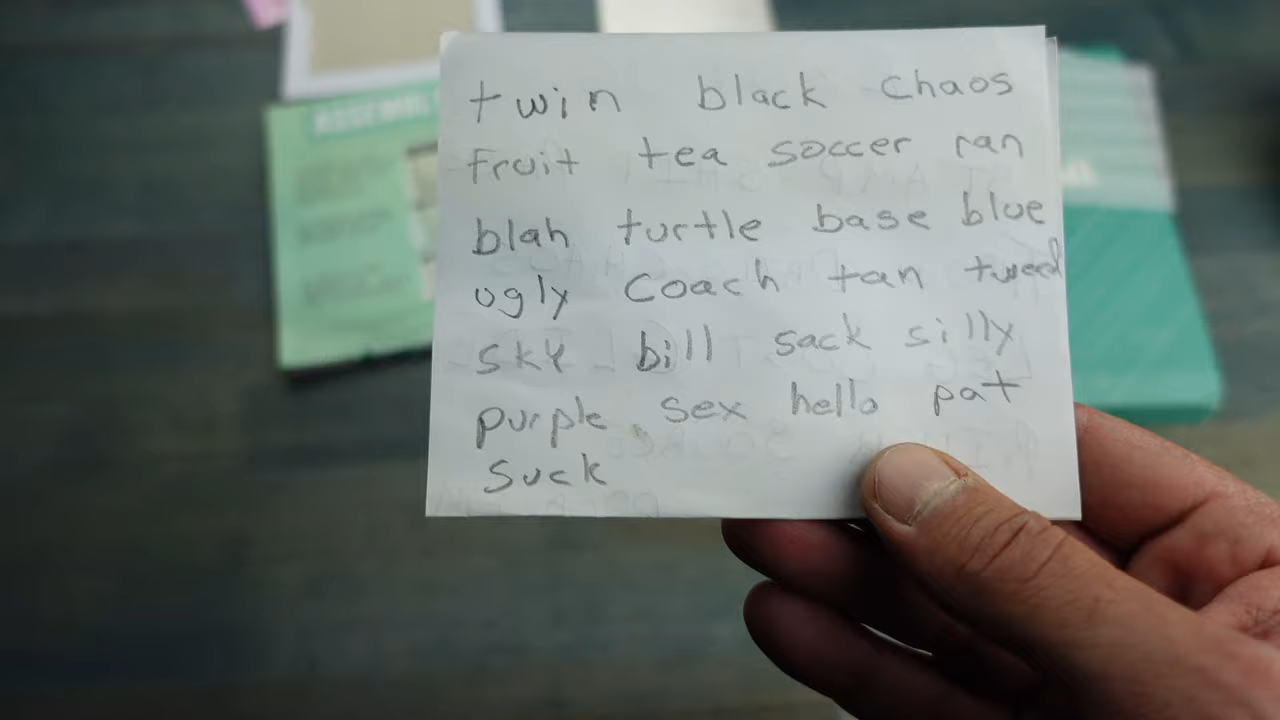 ASSEMBL
twin black chaos
fruit tea soccer ran
blah turtle base blue
ugly coach tan tweed
sky bill sack silly
purple sex hello pat
suck